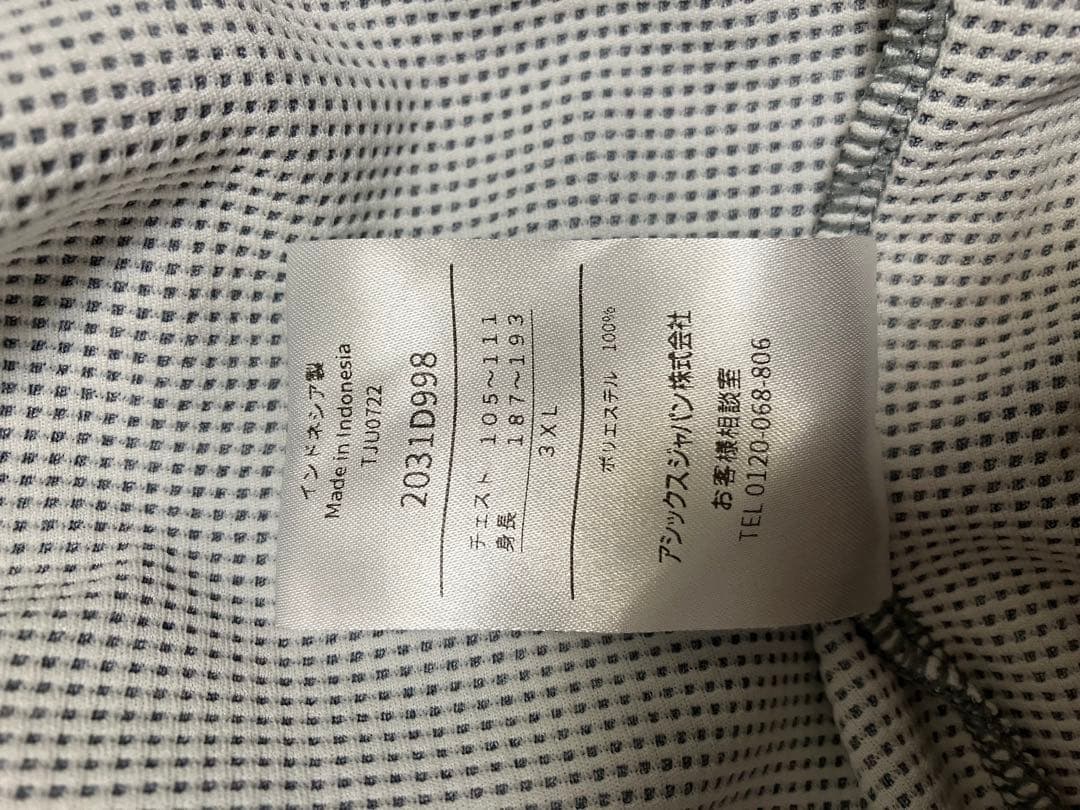 インドネシア製
Made in Indonesia
TJU0722
2031D998
チェスト 105～111
身長 187～193
3XL
ポリエステル 100%
アシックスジャパン株式会社
お客様相談室
TEL0120-068-806